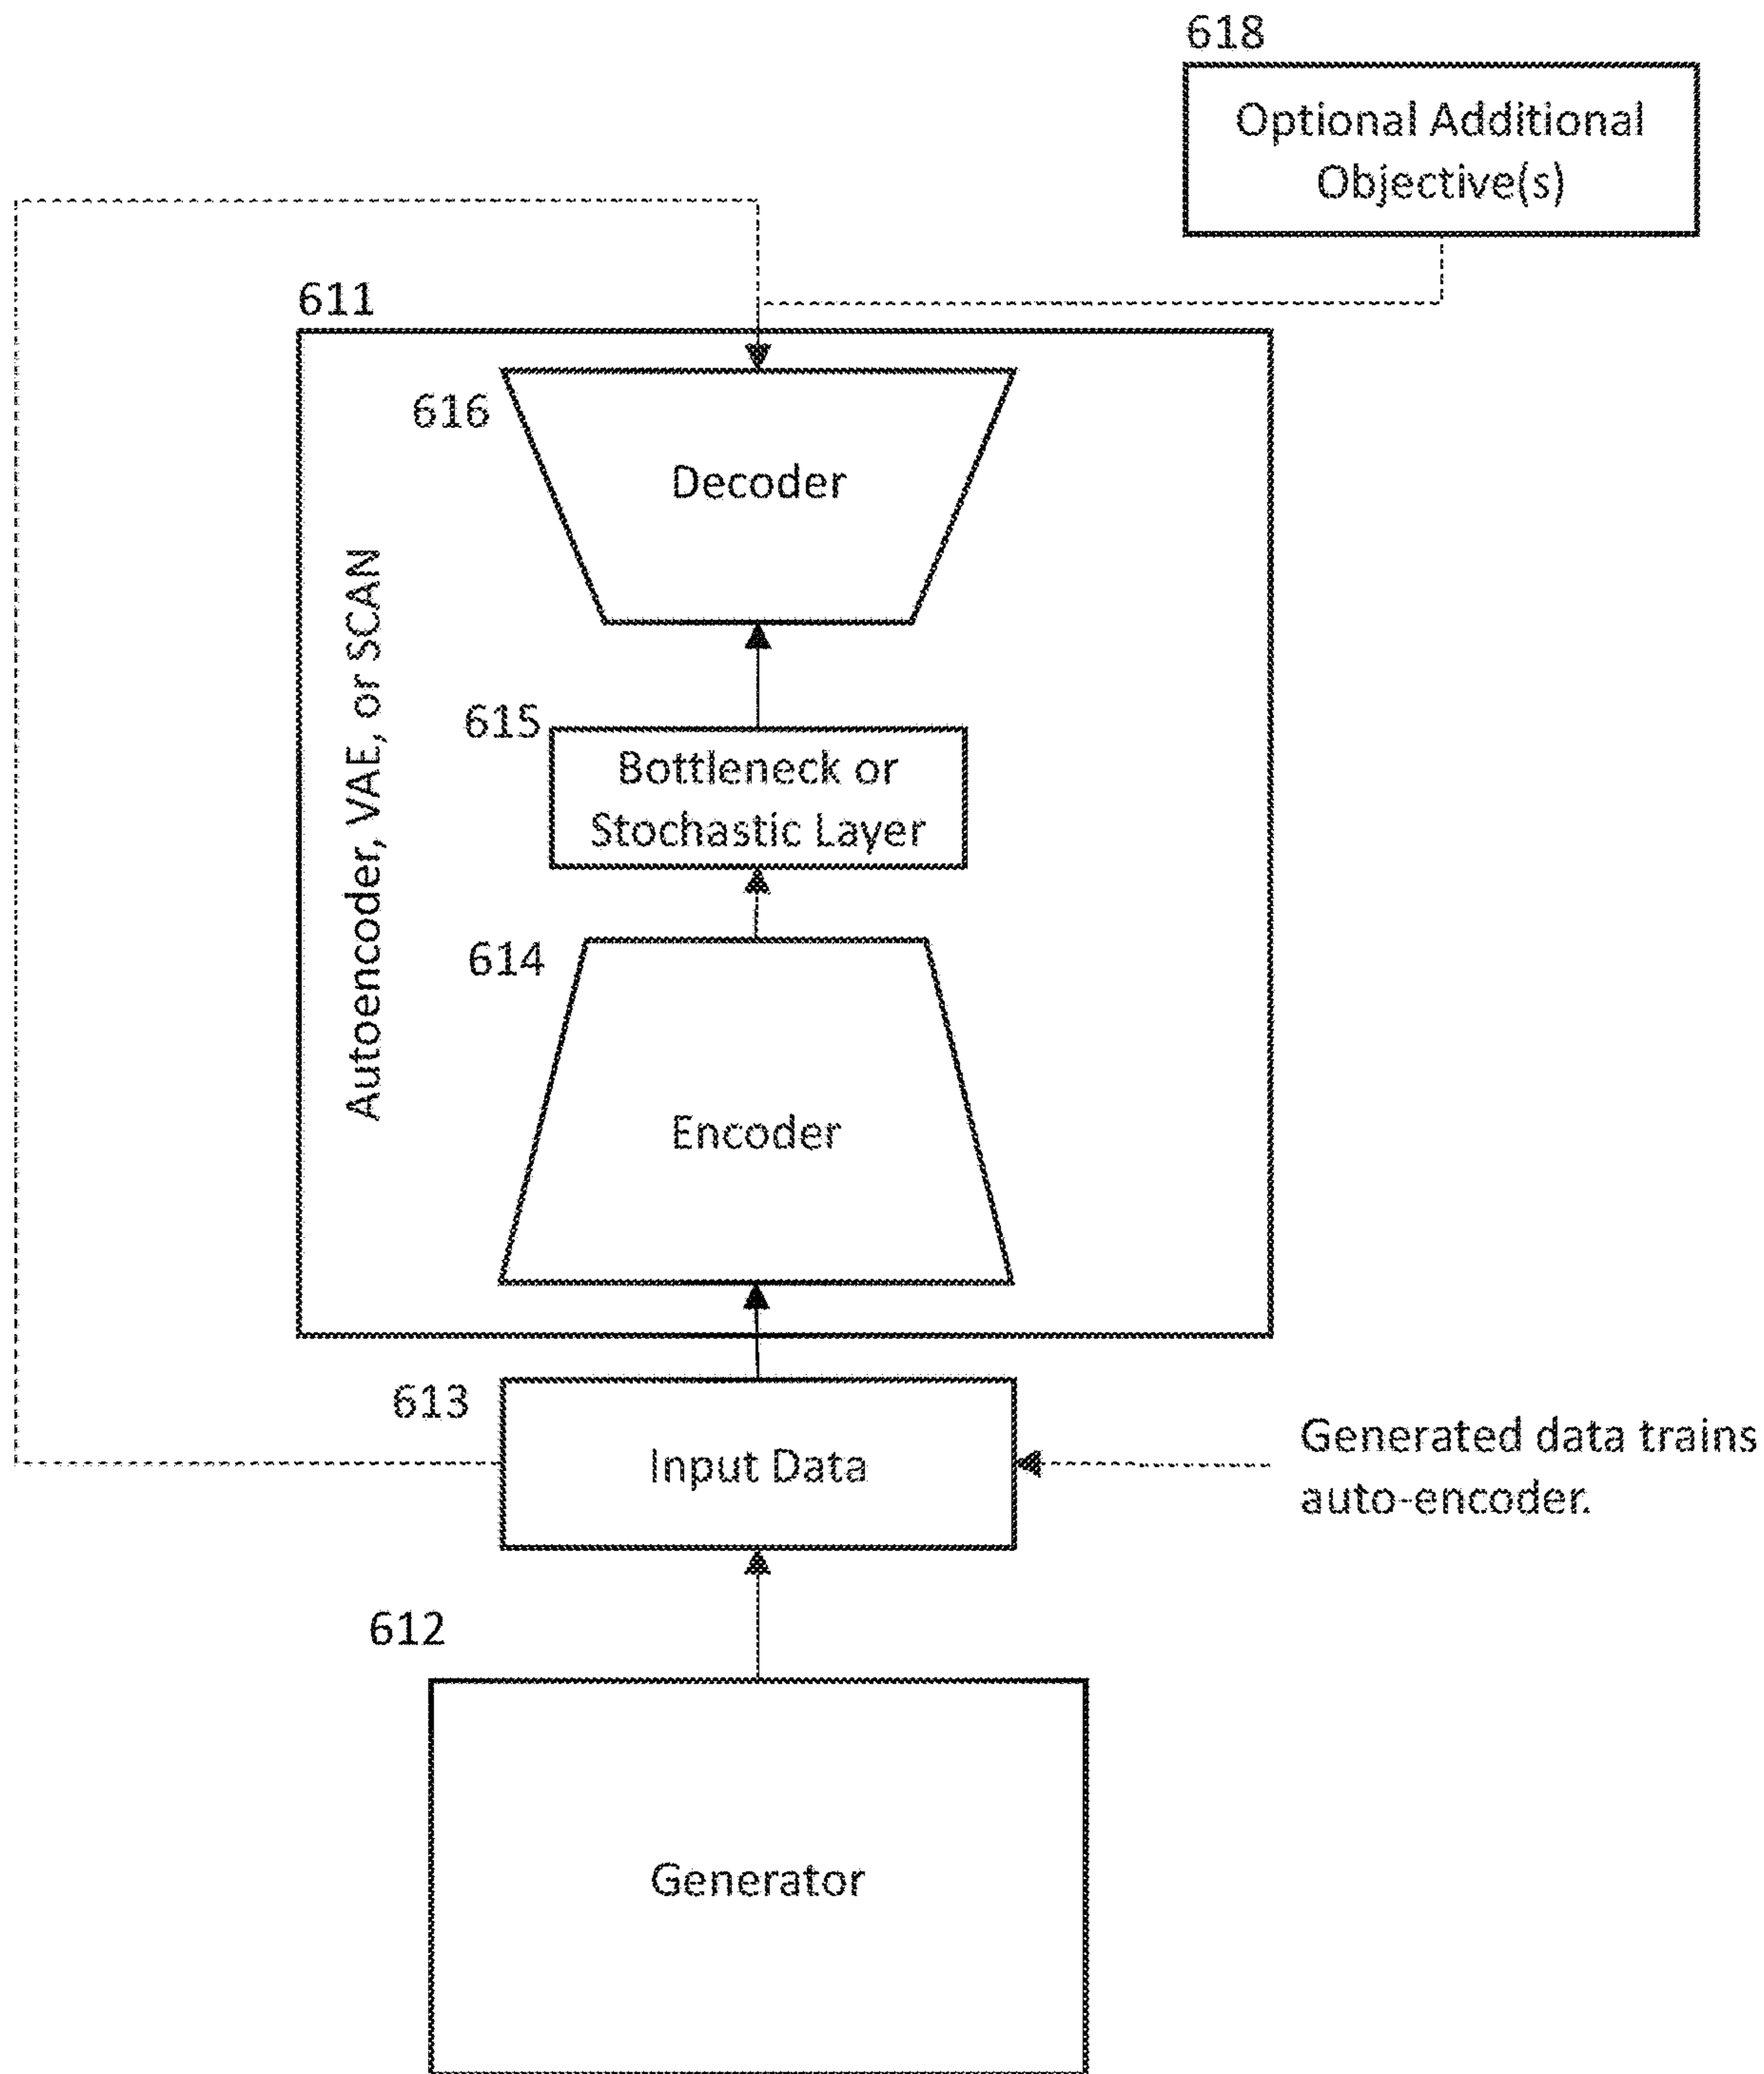 618
Optional Additional
Objective(s)
611
616
Decoder
Autoencoder, VAE, or SCAN
615
Bottleneck or
Stochastic Layer
614
Encoder
613
Input Data
Generated data trains
auto-encoder.
612
Generator